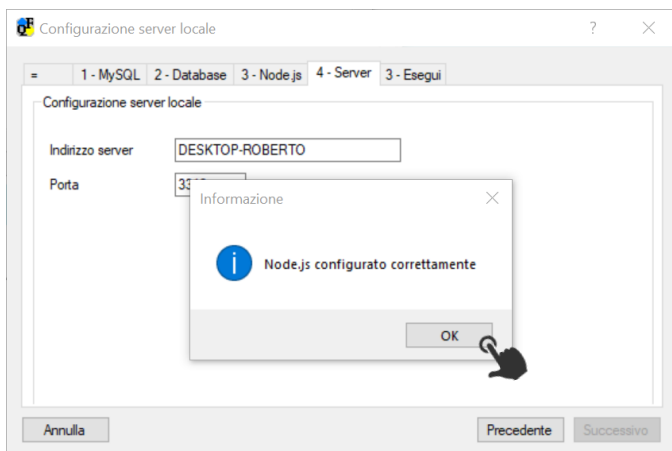 Configurazione server locale
= 1 - MySQL 2 - Database 3 - Node.js 4 - Server 3 - Esegui
Configurazione server locale
Indirizzo server DESKTOP-ROBERTO
Porta
Informazione
Node.js configurato correttamente
OK
Annulla Precedente Successivo